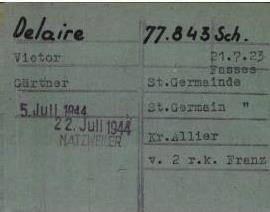 Delaire 77.843 Sch.
Victor 21.7.23
Fasses
Gärtner St.Germainde
5. Juli 1944 St.Germain "
22. Juli 1944
NATZWEILER Kr.Allier
v. 2 r.k. Franz